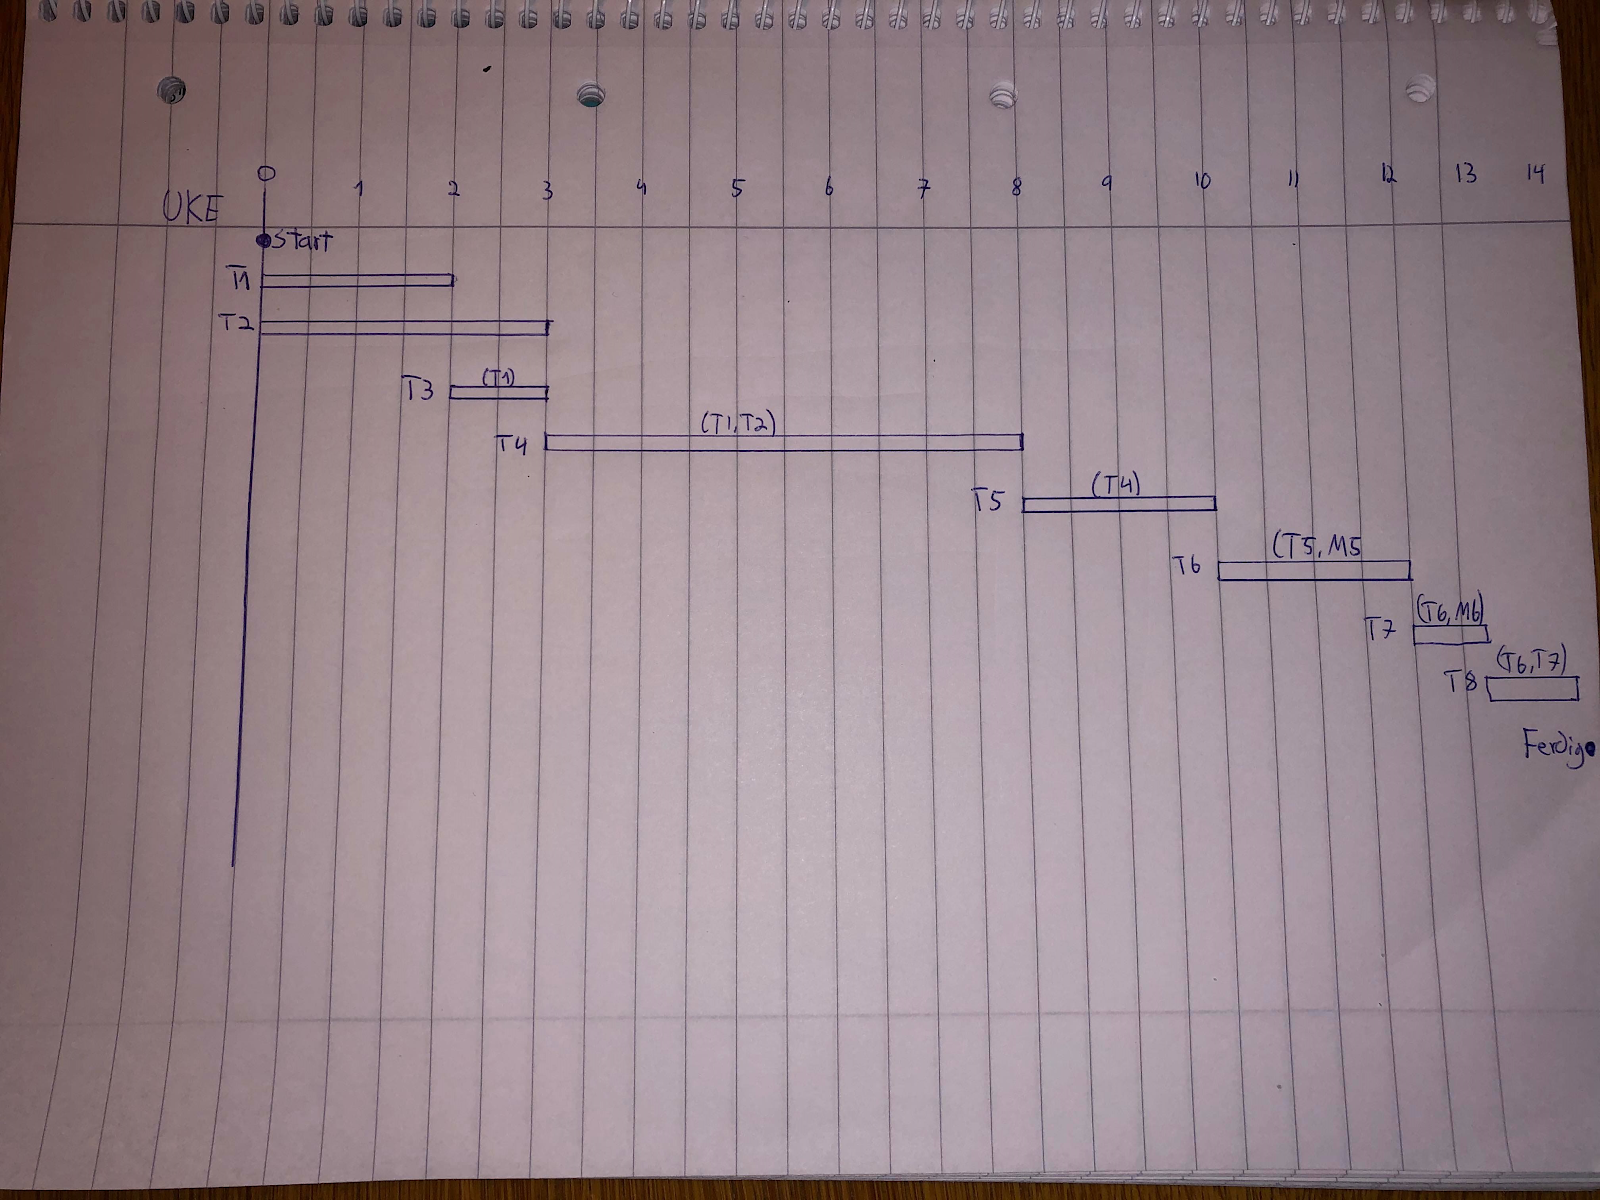 0 1 2 3 4 5 6 7 8 9 10 11 12 13 14
UKE
Start
T1
T2
T3 (T1)
T4 (T1, T2)
T5 (T4)
T6 (T5, M5
T7 (T6, M6)
T8 (T6, T7)
Ferdig